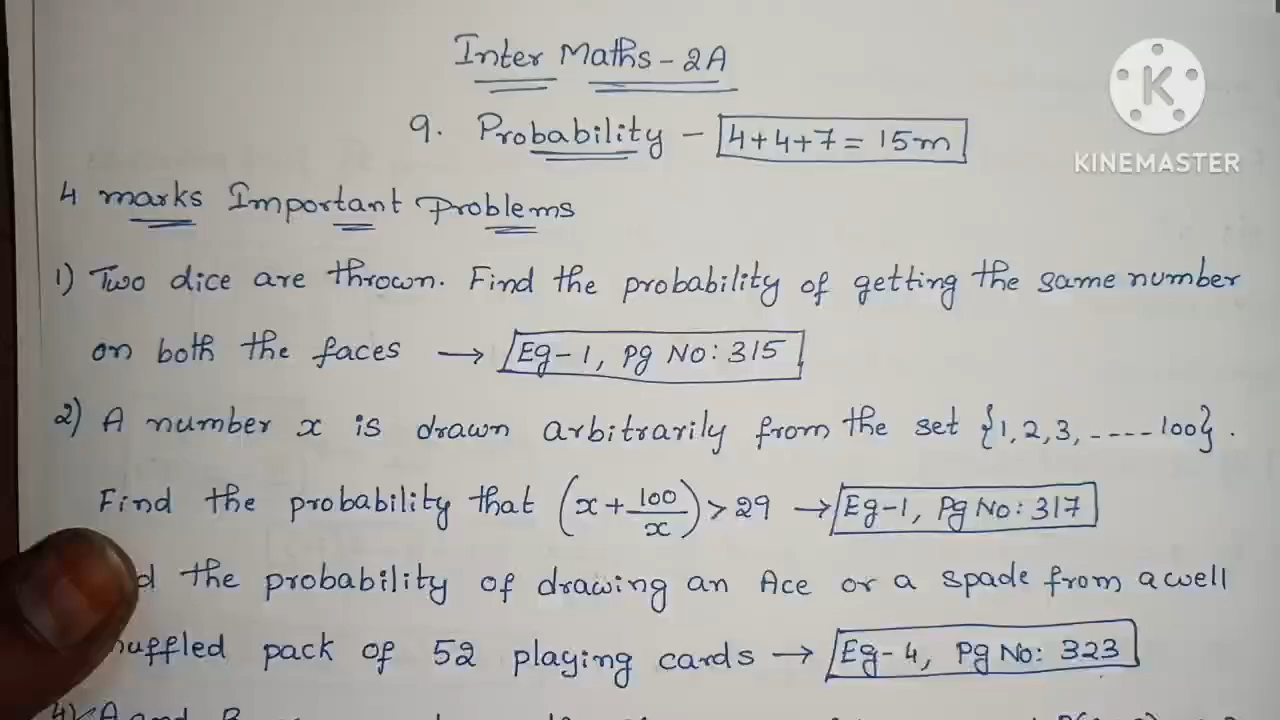 Inter Maths - 2A
9. Probability - 4+4+7 = 15m
KINEMASTER
4 marks Important Problems
1) Two dice are thrown. Find the probability of getting the same number
on both the faces → Eg-1, Pg No: 315
2) A number x is drawn arbitrarily from the set {1, 2, 3, ----- 100}.
Find the probability that (x + 100/x) > 29 → Eg-1, Pg No: 317
the probability of drawing an Ace or a spade from a well
pack of 52 playing cards → Eg-4, Pg No: 323
4) A and B